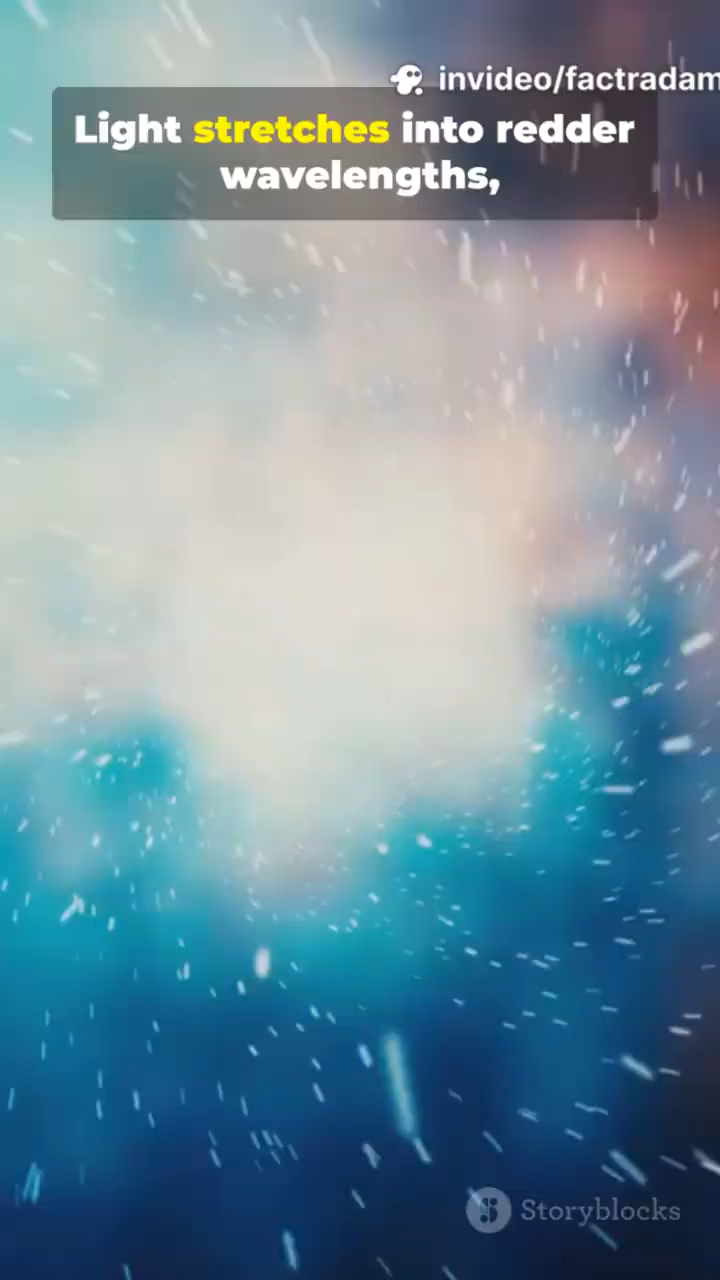 invideo/factradam
Light stretches into redder
wavelengths,
Storyblocks